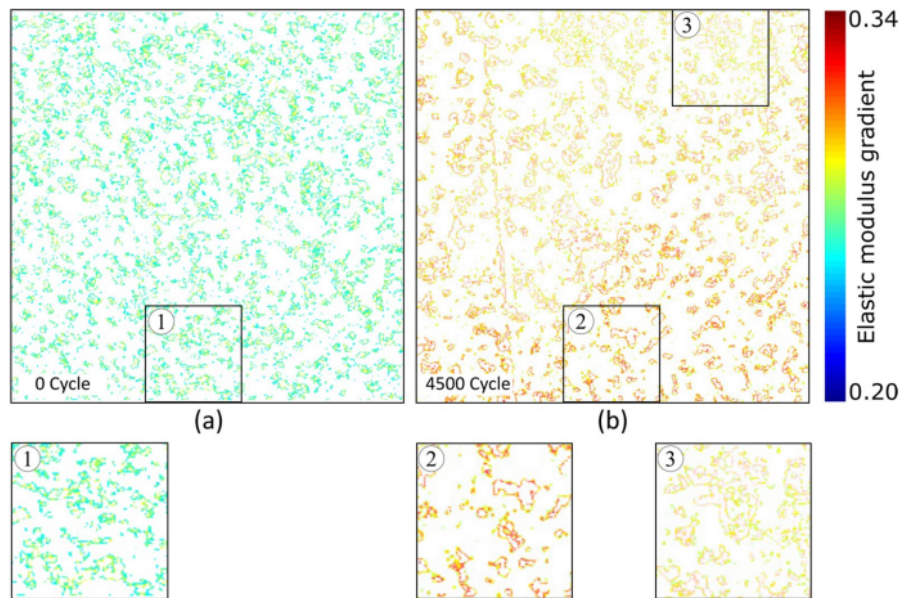 3
0.34
Elastic modulus gradient
1
2
0 Cycle
4500 Cycle
0.20
(a)
(b)
1
2
3